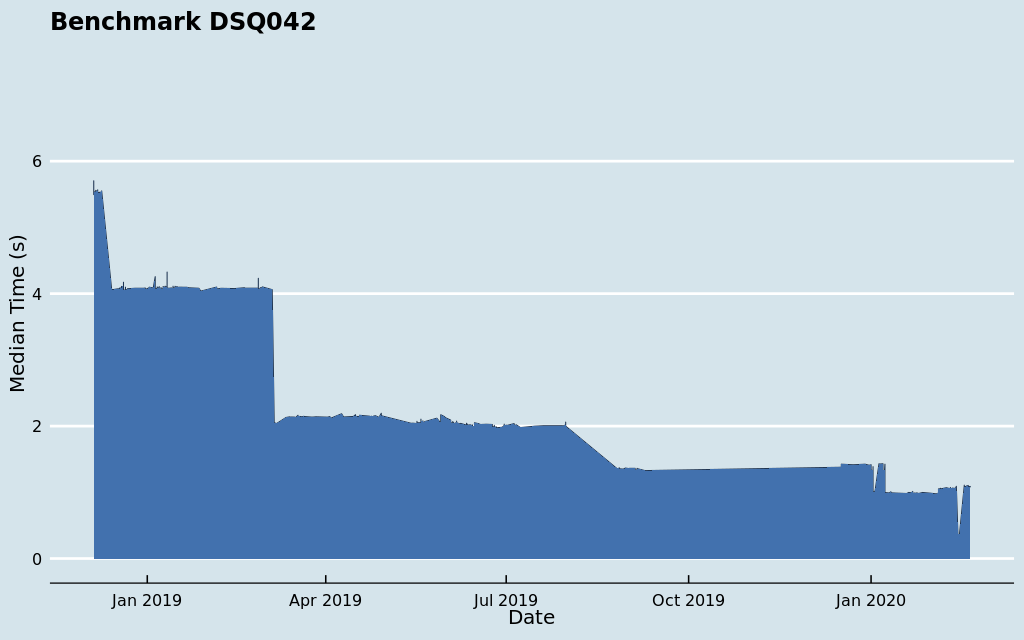 Benchmark DSQ042
Median Time (s)
6
4
2
0
Jan 2019
Apr 2019
Jul 2019
Oct 2019
Jan 2020
Date